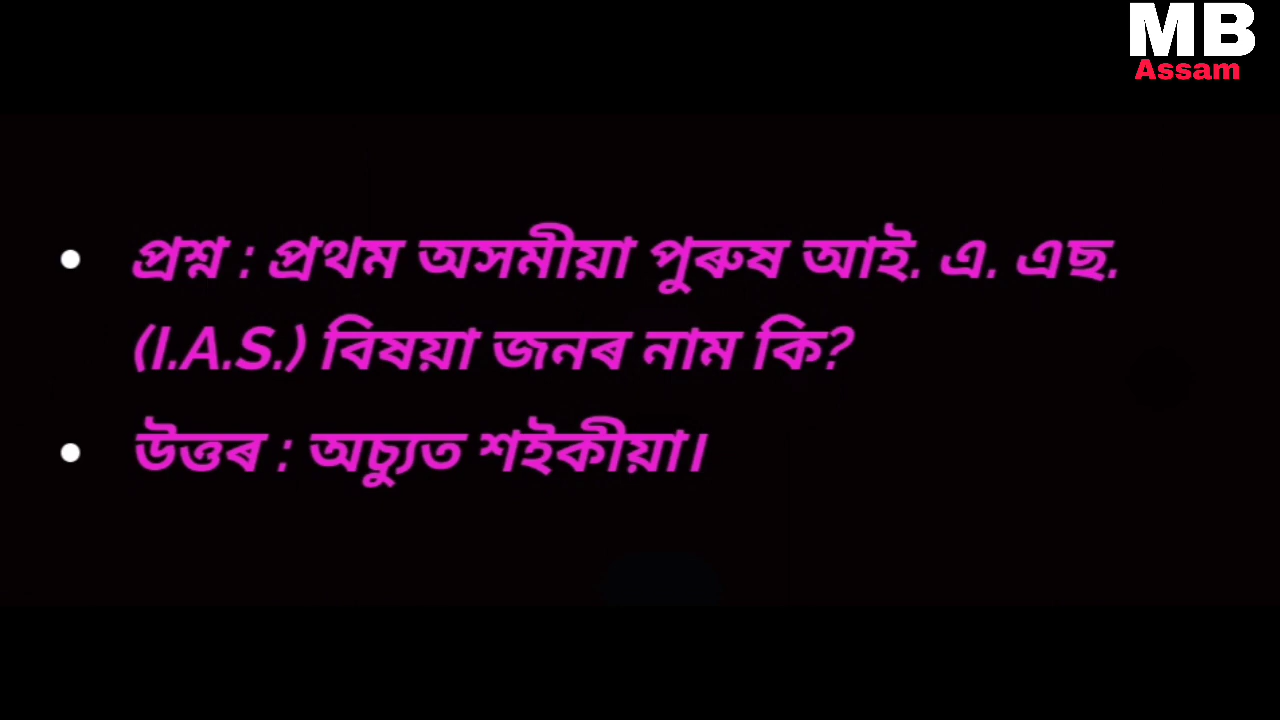 MB
Assam
প্ৰশ্ন : প্ৰথম অসমীয়া পুৰুষ আই. এ. এছ.
(I.A.S.) বিষয়া জনৰ নাম কি?
উত্তৰ : অচ্যুত শইকীয়া।